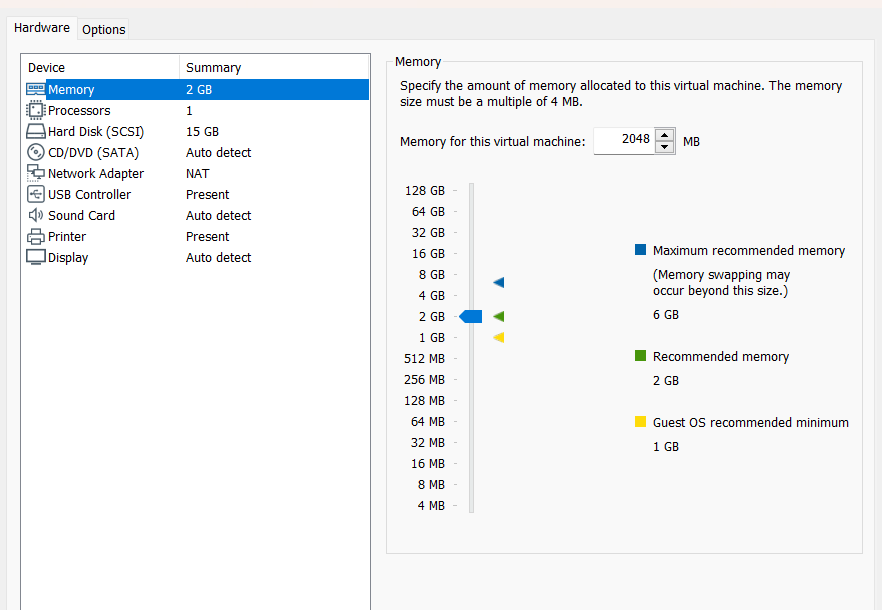 Hardware Options
Device Summary
Memory 2 GB
Processors 1
Hard Disk (SCSI) 15 GB
CD/DVD (SATA) Auto detect
Network Adapter NAT
USB Controller Present
Sound Card Auto detect
Printer Present
Display Auto detect
Memory
Specify the amount of memory allocated to this virtual machine. The memory
size must be a multiple of 4 MB.
Memory for this virtual machine: 2048 MB
128 GB
64 GB
32 GB
16 GB
8 GB
4 GB
2 GB
1 GB
512 MB
256 MB
128 MB
64 MB
32 MB
16 MB
8 MB
4 MB
Maximum recommended memory
(Memory swapping may
occur beyond this size.)
6 GB
Recommended memory
2 GB
Guest OS recommended minimum
1 GB